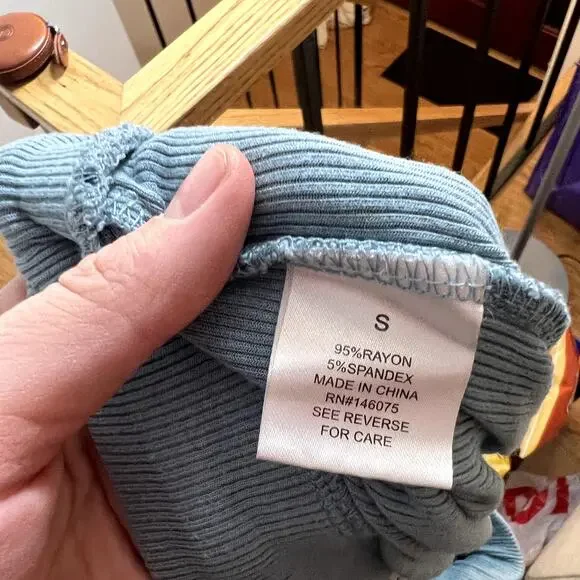 S
95%RAYON
5%SPANDEX
MADE IN CHINA
RN#146075
SEE REVERSE
FOR CARE